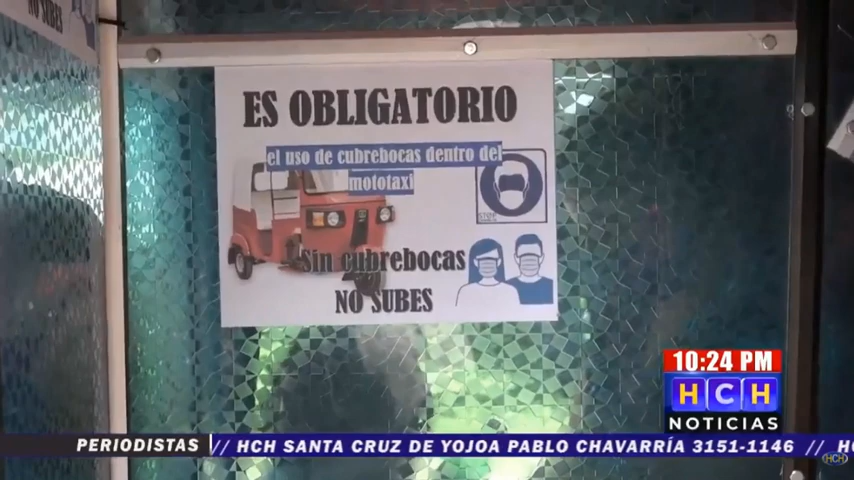 NO SUBES
ES OBLIGATORIO
el uso de cubrebocas dentro del
mototaxi
Sin cubrebocas
NO SUBES
10:24 PM
HCH
NOTICIAS
PERIODISTAS // HCH SANTA CRUZ DE YOJOA PABLO CHAVARRÍA 3151-1146 // H
HCH